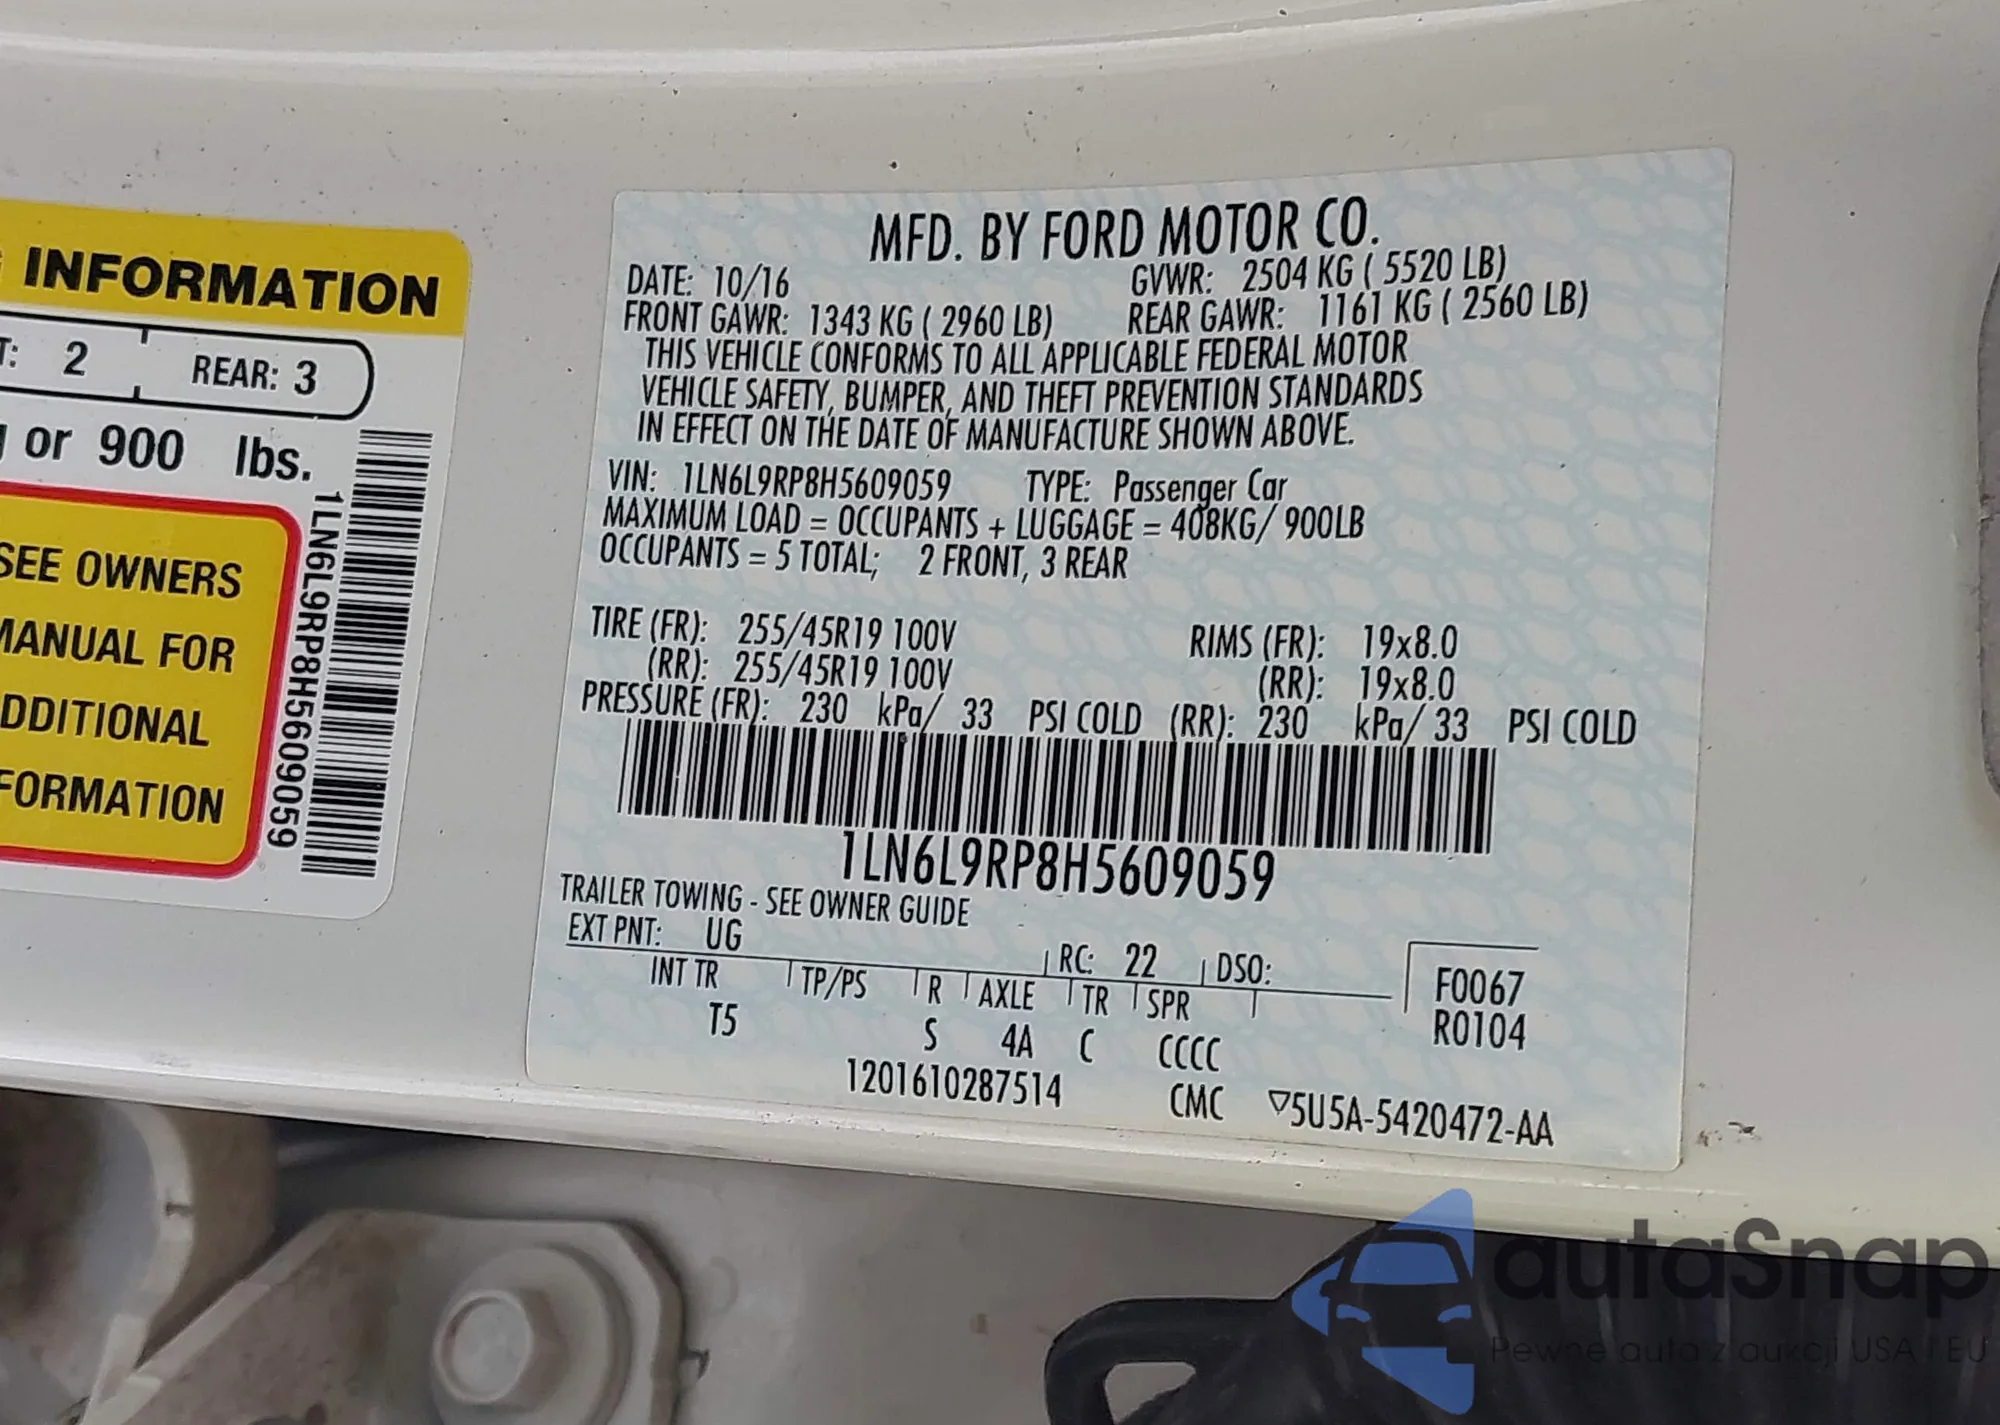 INFORMATION
T: 2 REAR: 3
or 900 lbs.
SEE OWNERS
MANUAL FOR
DDITIONAL
FORMATION
1LN6L9RP8H5609059
MFD. BY FORD MOTOR CO.
DATE: 10/16 GVWR: 2504 KG ( 5520 LB)
FRONT GAWR: 1343 KG ( 2960 LB) REAR GAWR: 1161 KG ( 2560 LB)
THIS VEHICLE CONFORMS TO ALL APPLICABLE FEDERAL MOTOR
VEHICLE SAFETY, BUMPER, AND THEFT PREVENTION STANDARDS
IN EFFECT ON THE DATE OF MANUFACTURE SHOWN ABOVE.
VIN: 1LN6L9RP8H5609059 TYPE: Passenger Car
MAXIMUM LOAD = OCCUPANTS + LUGGAGE = 408KG/ 900LB
OCCUPANTS = 5 TOTAL; 2 FRONT, 3 REAR
TIRE (FR): 255/45R19 100V RIMS (FR): 19x8.0
(RR): 255/45R19 100V (RR): 19x8.0
PRESSURE (FR): 230 kPa/ 33 PSI COLD (RR): 230 kPa/ 33 PSI COLD
1LN6L9RP8H5609059
TRAILER TOWING - SEE OWNER GUIDE
EXT PNT: UG RC: 22 DSO:
INT TR TP/PS R AXLE TR SPR F0067
T5 S 4A C CCCC R0104
1201610287514 CMC ▽5U5A-5420472-AA
autaSnap
Pewne auta z aukcji USA i EU